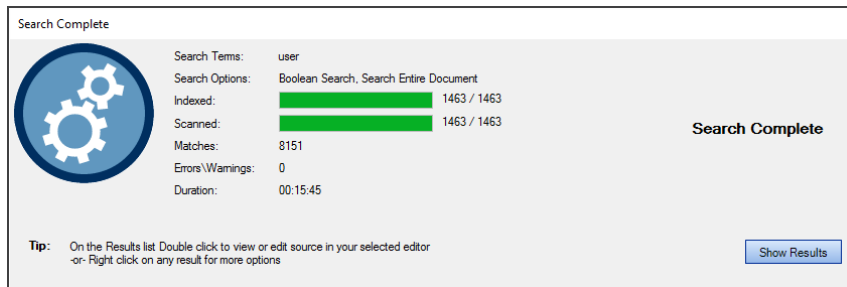 Search Complete
Search Terms: user
Search Options: Boolean Search, Search Entire Document
Indexed: 1463 / 1463
Scanned: 1463 / 1463
Matches: 8151
Errors\Warnings: 0
Duration: 00:15:45
Search Complete
Tip: On the Results list Double click to view or edit source in your selected editor
-or- Right click on any result for more options
Show Results